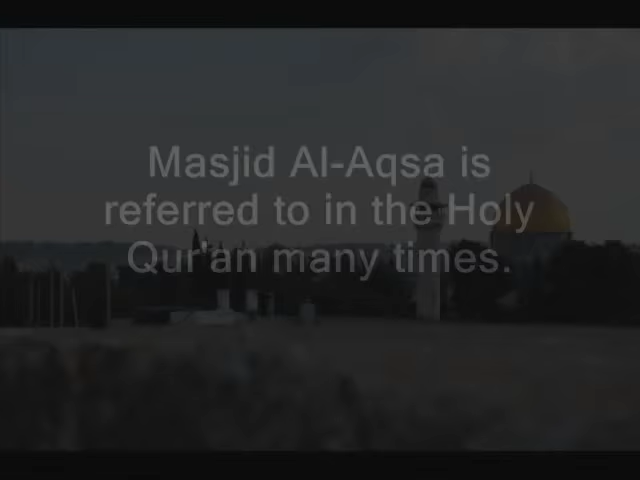 Masjid Al-Aqsa is
referred to in the Holy
Qur'an many times.